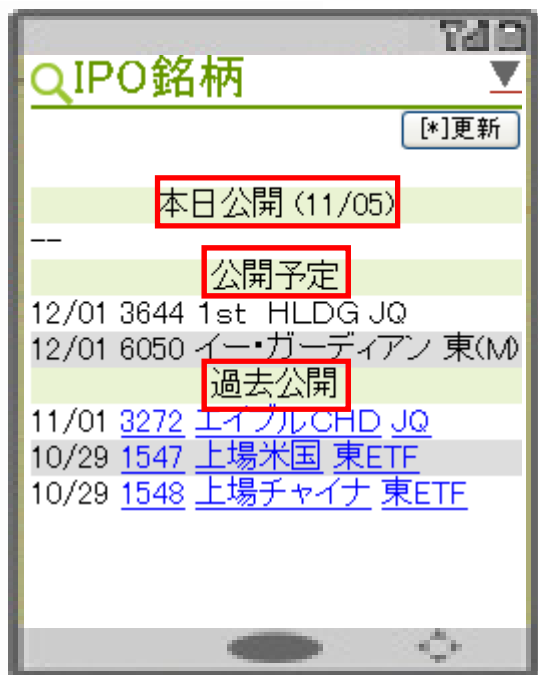 IPO銘柄 ▼
[*]更新
本日公開 (11/05)
--
公開予定
12/01 3644 1st HLDG JQ
12/01 6050 イー・ガーディアン 東(M)
過去公開
11/01 3272 エイブルCHD JQ
10/29 1547 上場米国 東ETF
10/29 1548 上場チャイナ 東ETF